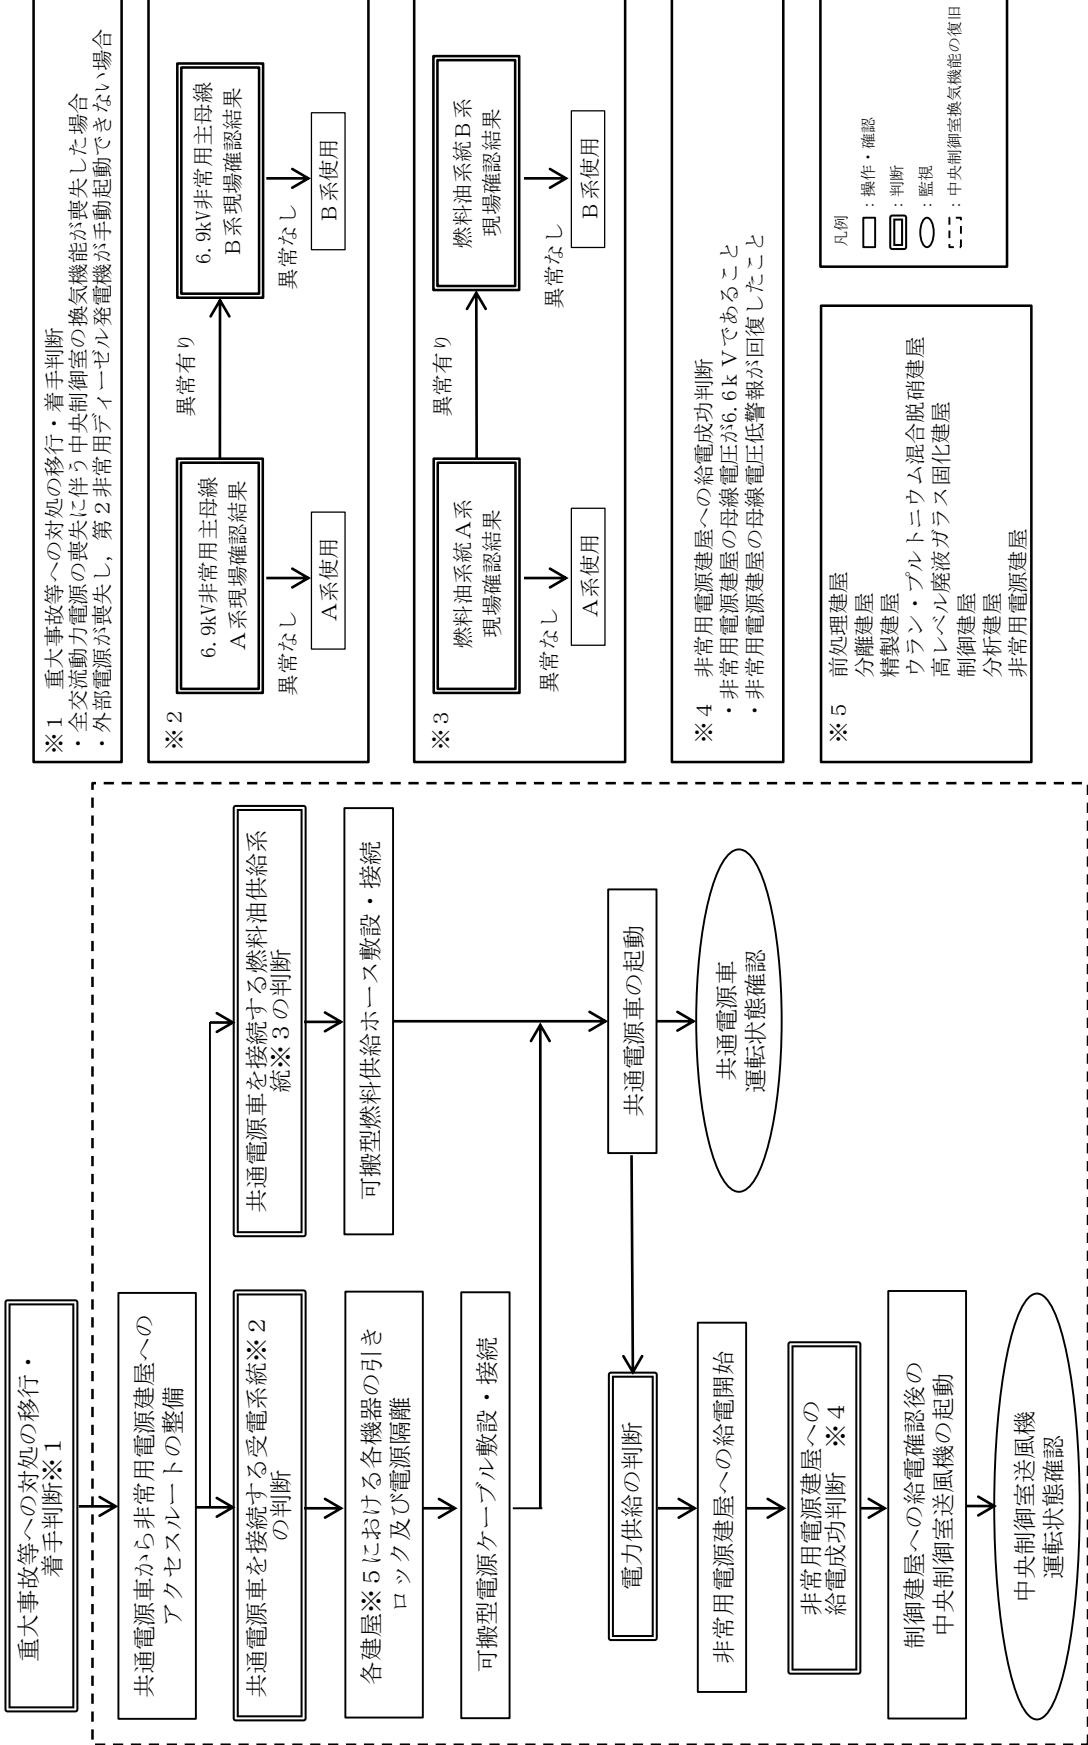 重大事故等への対処の移行・
着手判断※１
共通電源車から非常用電源建屋への
アクセスルートの整備
共通電源車を接続する受電系統※２
の判断
各建屋※５における各機器の引き
ロック及び電源隔離
可搬型電源ケーブル敷設・接続
共通電源車を接続する燃料油供給系
統※３の判断
可搬型燃料供給ホース敷設・接続
共通電源車の起動
共通電源車
運転状態確認
電力供給の判断
非常用電源建屋への給電開始
非常用電源建屋への
給電成功判断　※４
制御建屋への給電確認後の
中央制御室送風機の起動
中央制御室送風機
運転状態確認
※１　重大事故等への対処の移行・着手判断
・全交流動力電源の喪失に伴う中央制御室の換気機能が喪失した場合
・外部電源が喪失し，第２非常用ディーゼル発電機が手動起動できない場合
※２
6.9kV非常用主母線
Ａ系現場確認結果
異常有り
6.9kV非常用主母線
Ｂ系現場確認結果
異常なし
Ａ系使用
異常なし
Ｂ系使用
※３
燃料油系統Ａ系
現場確認結果
異常有り
燃料油系統Ｂ系
現場確認結果
異常なし
Ａ系使用
異常なし
Ｂ系使用
※４　非常用電源建屋への給電成功判断
・非常用電源建屋の母線電圧が6.6ｋＶであること
・非常用電源建屋の母線電圧低警報が回復したこと
※５　前処理建屋
分離建屋
精製建屋
ウラン・プルトニウム混合脱硝建屋
高レベル廃液ガラス固化建屋
制御建屋
分析建屋
非常用電源建屋
凡例
：操作・確認
：判断
：監視
：中央制御室換気機能の復旧